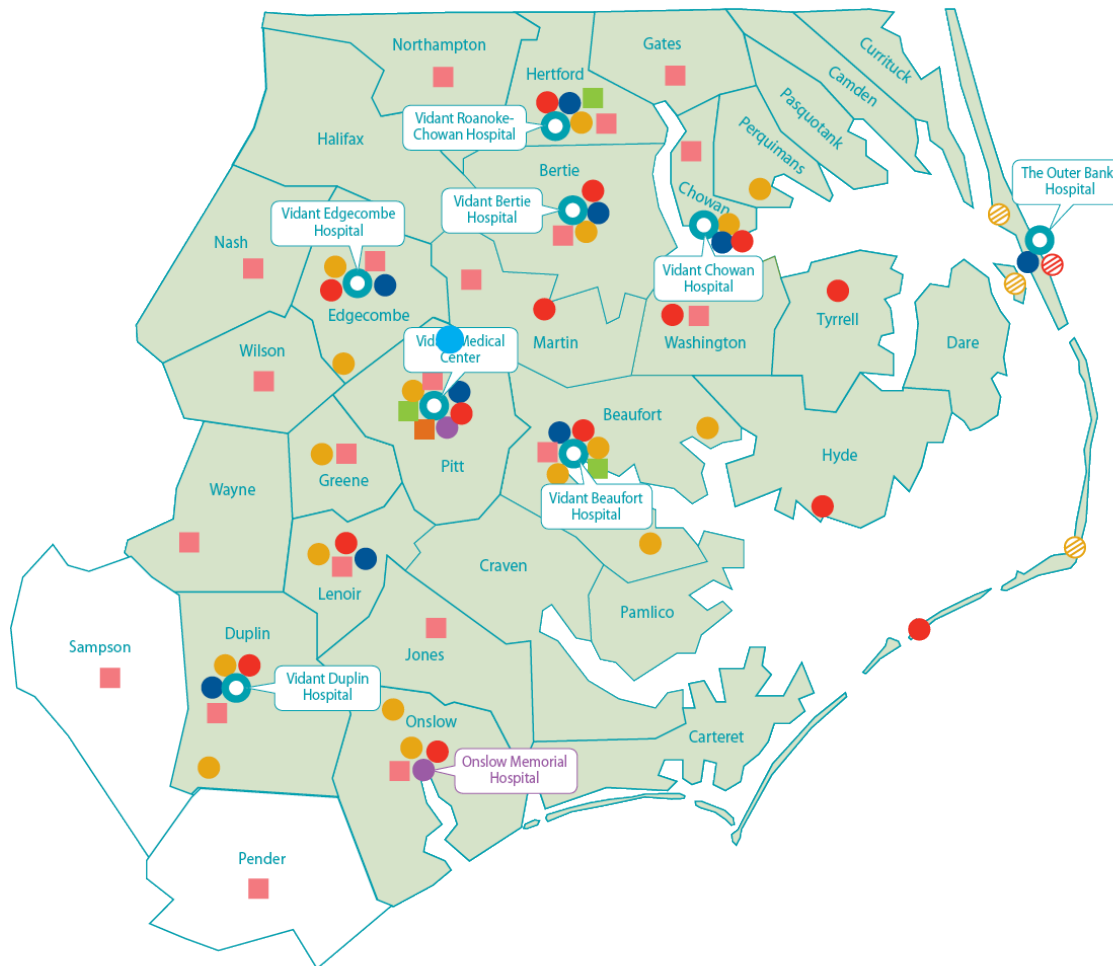 Northampton
Gates
Currituck
Camden
Hertford
Pasquotank
Vidant Roanoke-
Chowan Hospital
Halifax
Perquimans
Bertie
The Outer Bank
Hospital
Chowan
Vidant Edgecombe
Hospital
Vidant Bertie
Hospital
Nash
Vidant Chowan
Hospital
Edgecombe
Tyrrell
Martin
Washington
Dare
Wilson
Medical
Center
Beaufort
Hyde
Pitt
Greene
Wayne
Vidant Beaufort
Hospital
Craven
Lenoir
Pamlico
Duplin
Sampson
Jones
Vidant Duplin
Hospital
Onslow
Carteret
Onslow Memorial
Hospital
Pender